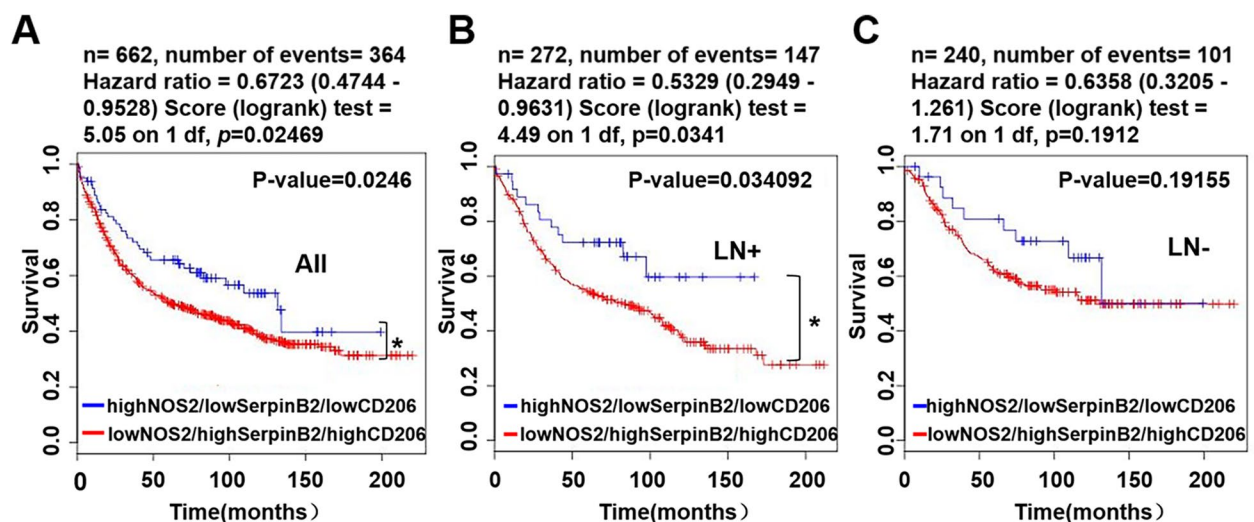 A
n= 662, number of events= 364
Hazard ratio = 0.6723 (0.4744 -
0.9528) Score (logrank) test =
5.05 on 1 df, p=0.02469
P-value=0.0246
All
*
Survival
1.0
0.8
0.6
0.4
0.2
0.0
highNOS2/lowSerpinB2/lowCD206
lowNOS2/highSerpinB2/highCD206
0 50 100 150 200
Time(months）
B
n= 272, number of events= 147
Hazard ratio = 0.5329 (0.2949 -
0.9631) Score (logrank) test =
4.49 on 1 df, p=0.0341
P-value=0.034092
LN+
*
Survival
1.0
0.8
0.6
0.4
0.2
0.0
highNOS2/lowSerpinB2/lowCD206
lowNOS2/highSerpinB2/highCD206
0 50 100 150 200
Time(months）
C
n= 240, number of events= 101
Hazard ratio = 0.6358 (0.3205 -
1.261) Score (logrank) test =
1.71 on 1 df, p=0.1912
P-value=0.19155
LN-
Survival
1.0
0.8
0.6
0.4
0.2
0.0
highNOS2/lowSerpinB2/lowCD206
lowNOS2/highSerpinB2/highCD206
0 50 100 150 200
Time(months）